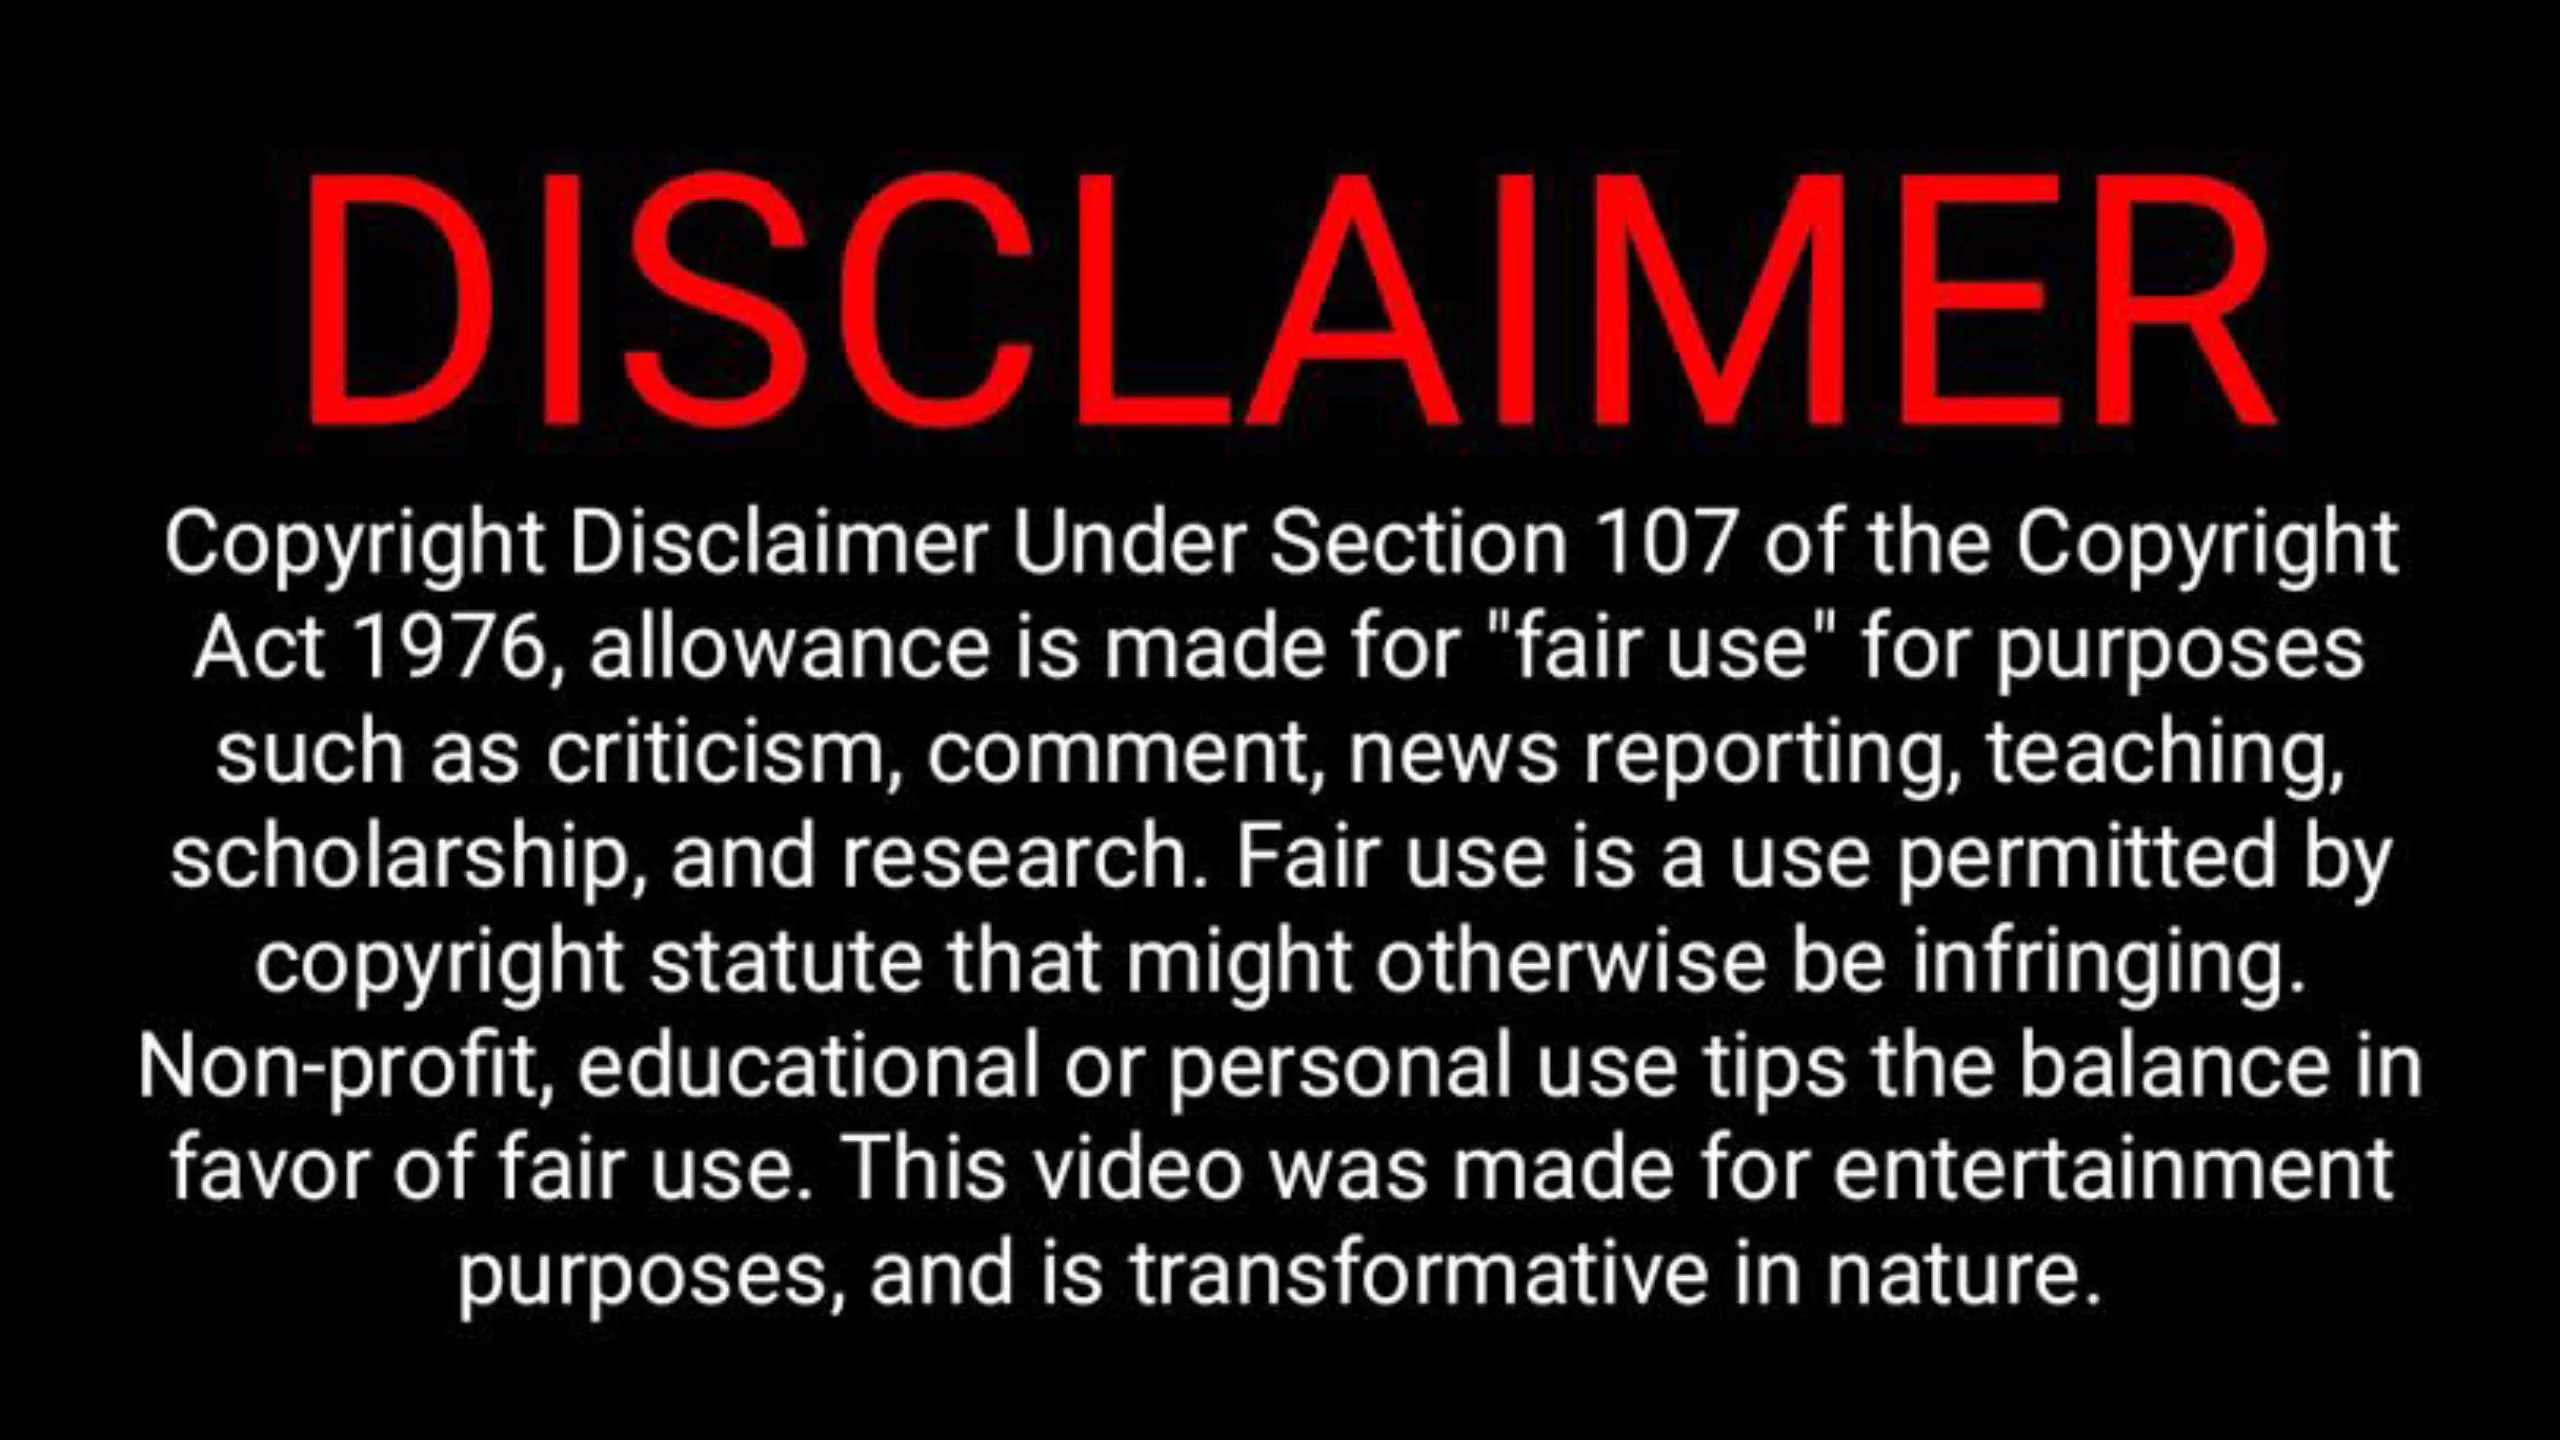 DISCLAIMER
Copyright Disclaimer Under Section 107 of the Copyright
Act 1976, allowance is made for "fair use" for purposes
such as criticism, comment, news reporting, teaching,
scholarship, and research. Fair use is a use permitted by
copyright statute that might otherwise be infringing.
Non-profit, educational or personal use tips the balance in
favor of fair use. This video was made for entertainment
purposes, and is transformative in nature.